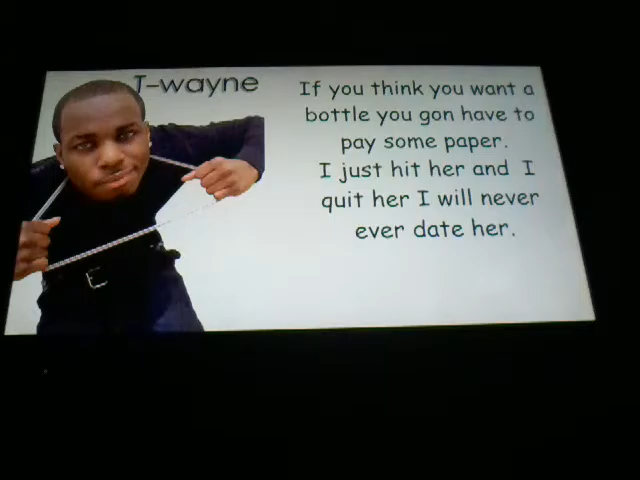 J-wayne
If you think you want a
bottle you gon have to
pay some paper.
I just hit her and I
quit her I will never
ever date her.